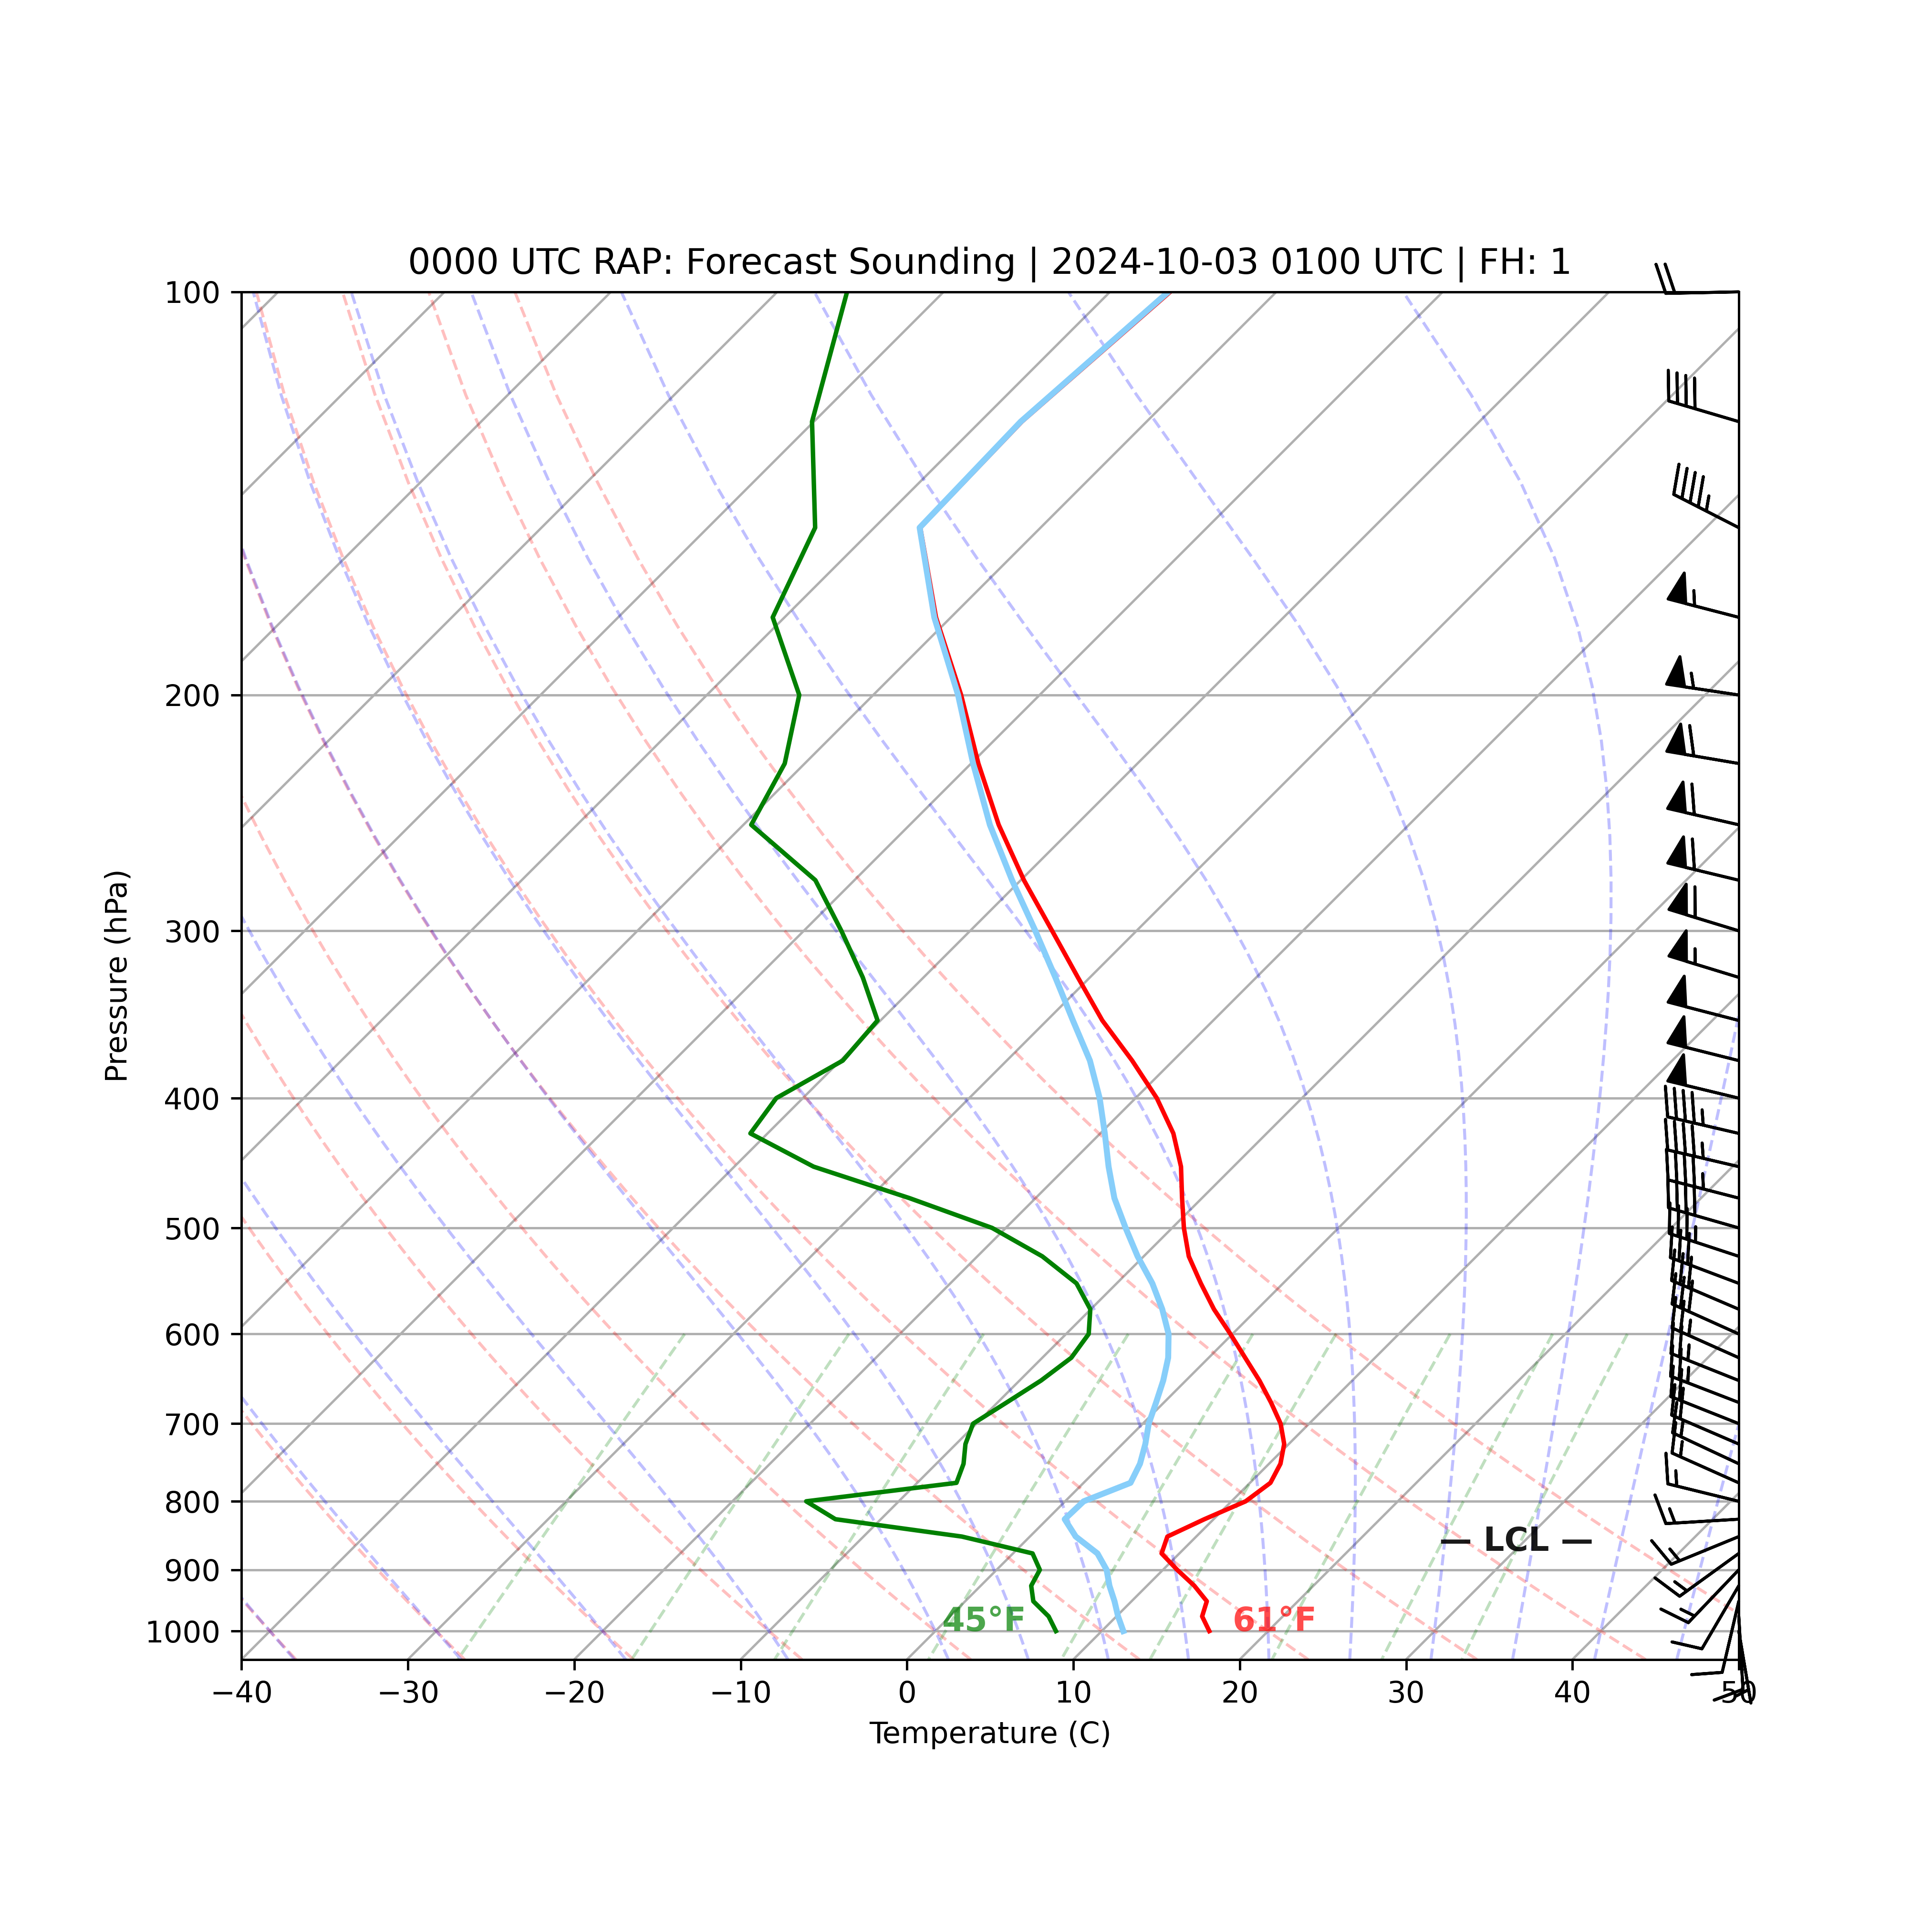 0000 UTC RAP: Forecast Sounding | 2024-10-03 0100 UTC | FH: 1
100
200
300
400
500
600
700
800
900
1000
Pressure (hPa)
— LCL —
45°F
61°F
−40 −30 −20 −10 0 10 20 30 40 50
Temperature (C)